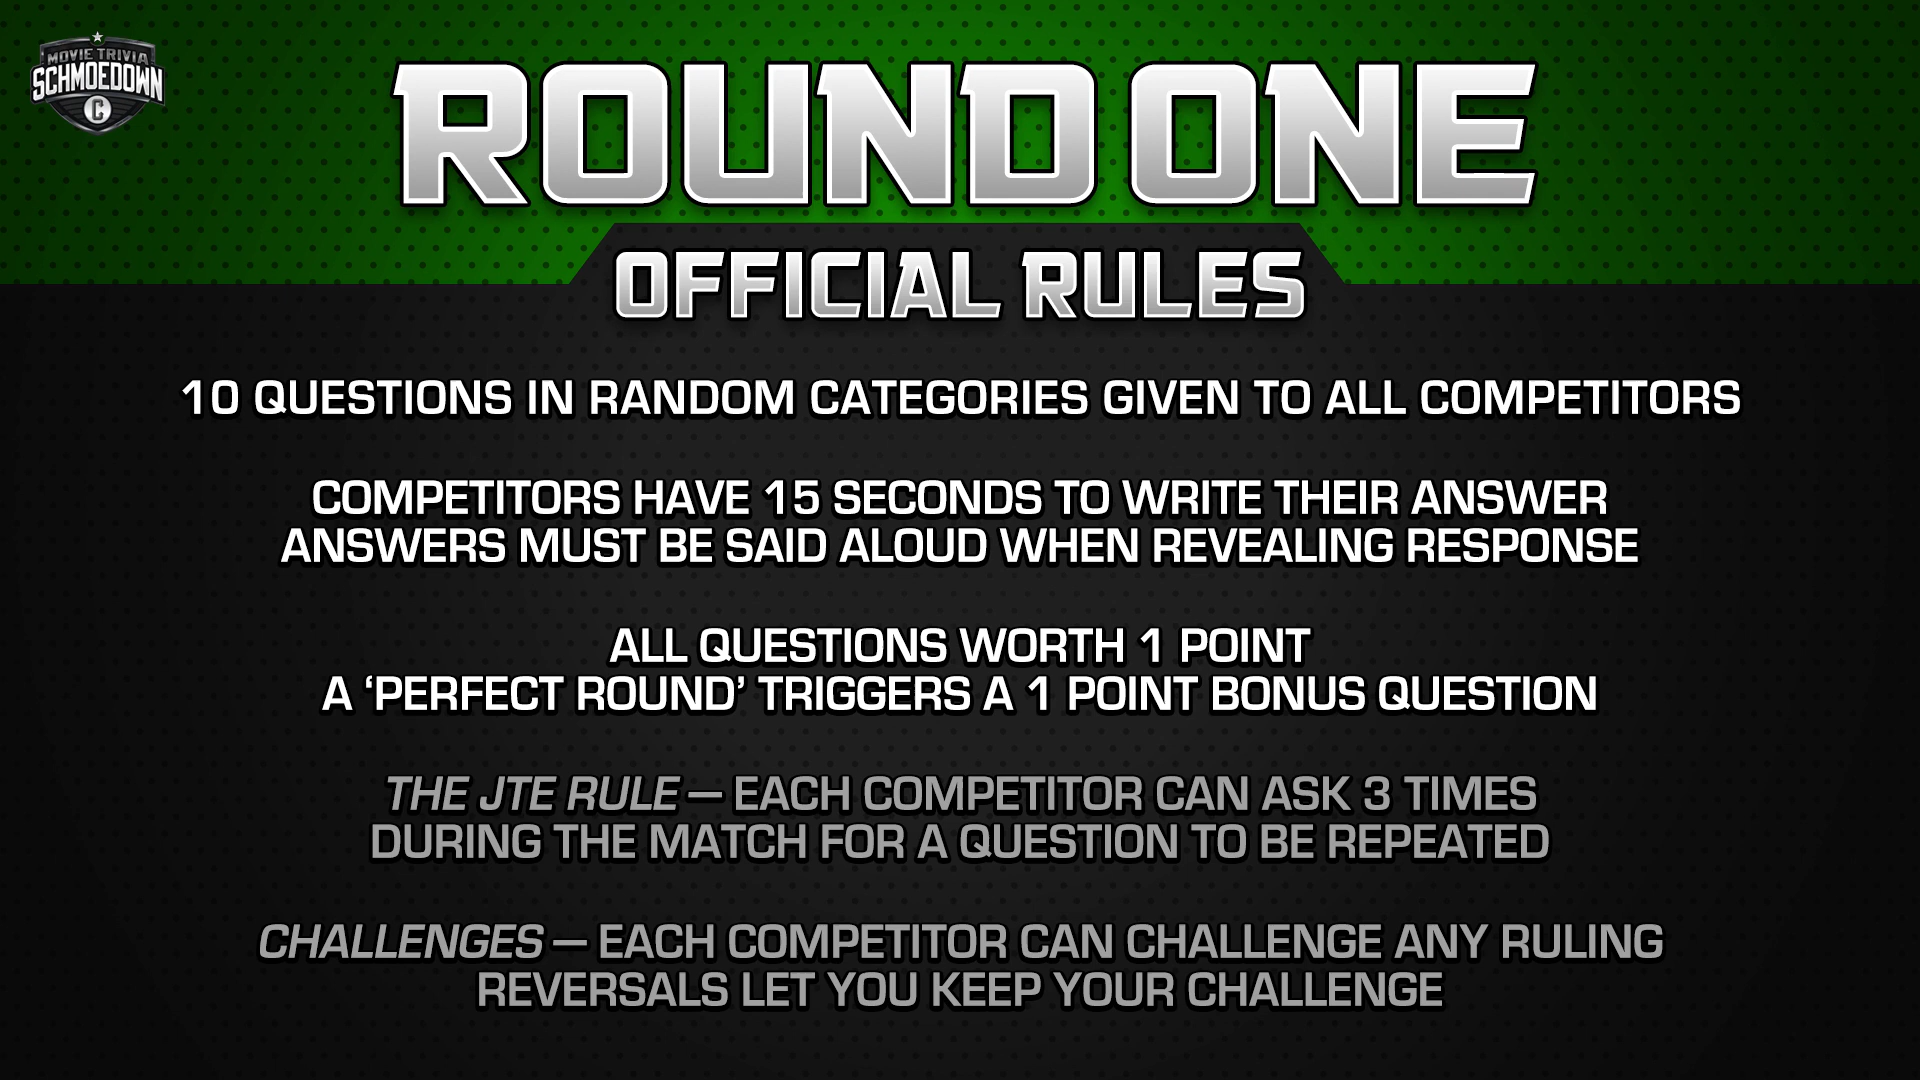 MOVIE TRIVIA
SCHMOEDOWN
C
ROUND ONE
OFFICIAL RULES
10 QUESTIONS IN RANDOM CATEGORIES GIVEN TO ALL COMPETITORS
COMPETITORS HAVE 15 SECONDS TO WRITE THEIR ANSWER
ANSWERS MUST BE SAID ALOUD WHEN REVEALING RESPONSE
ALL QUESTIONS WORTH 1 POINT
A ‘PERFECT ROUND’ TRIGGERS A 1 POINT BONUS QUESTION
THE JTE RULE — EACH COMPETITOR CAN ASK 3 TIMES
DURING THE MATCH FOR A QUESTION TO BE REPEATED
CHALLENGES — EACH COMPETITOR CAN CHALLENGE ANY RULING
REVERSALS LET YOU KEEP YOUR CHALLENGE